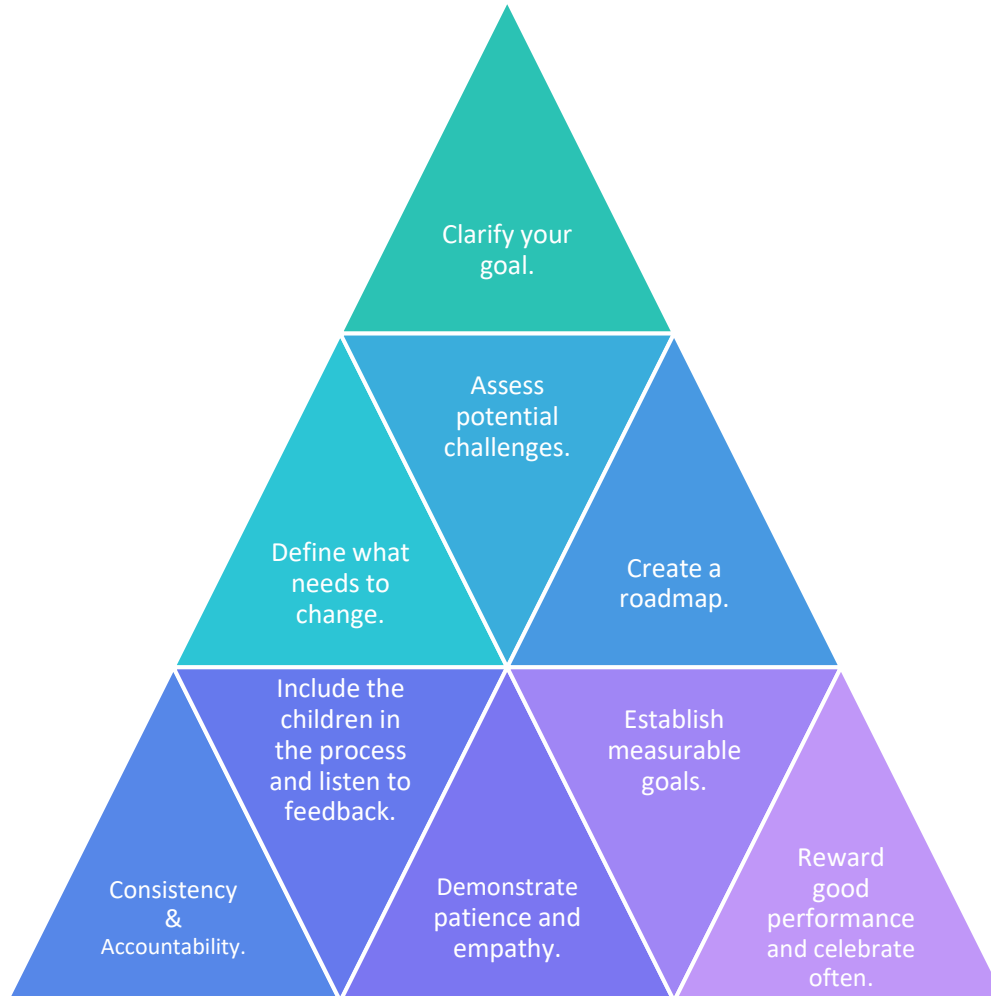 Clarify your
goal.
Assess
potential
challenges.
Define what
needs to
change.
Create a
roadmap.
Include the
children in
the process
and listen to
feedback.
Establish
measurable
goals.
Consistency
&
Accountability.
Demonstrate
patience and
empathy.
Reward
good
performance
and celebrate
often.